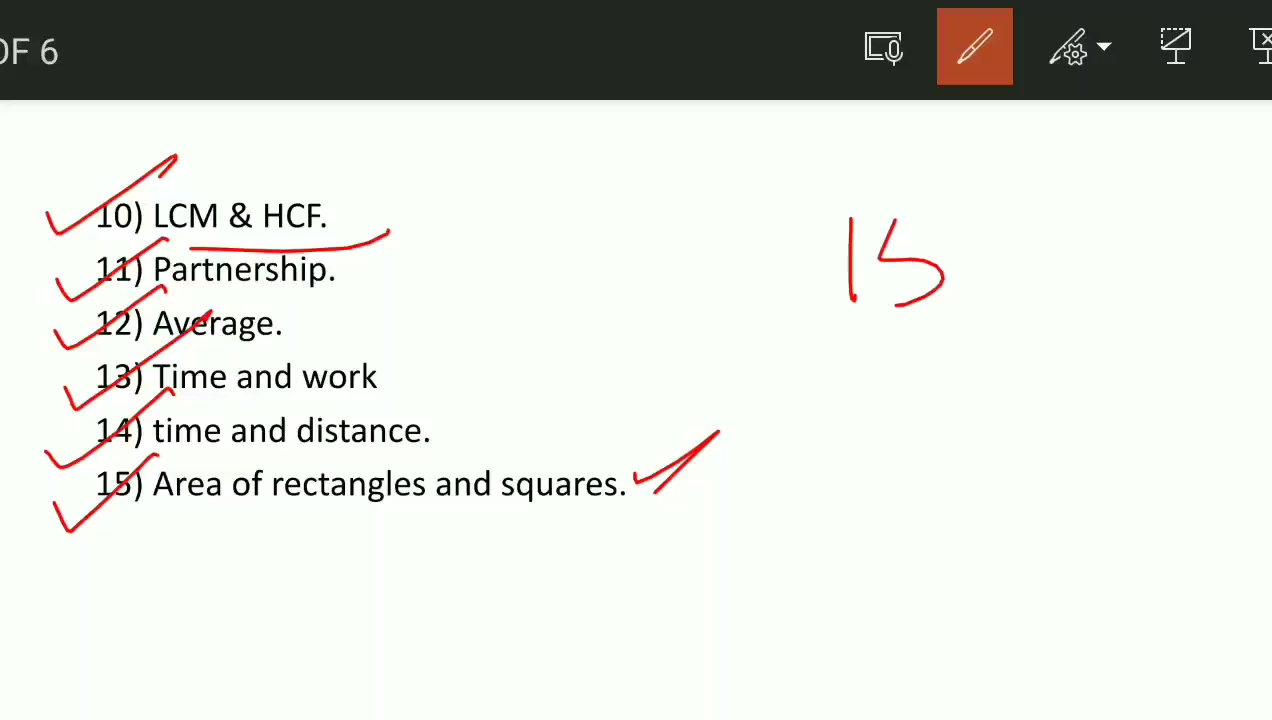 OF 6
10) LCM & HCF.
11) Partnership.
12) Average.
13) Time and work
14) time and distance.
15) Area of rectangles and squares.
15